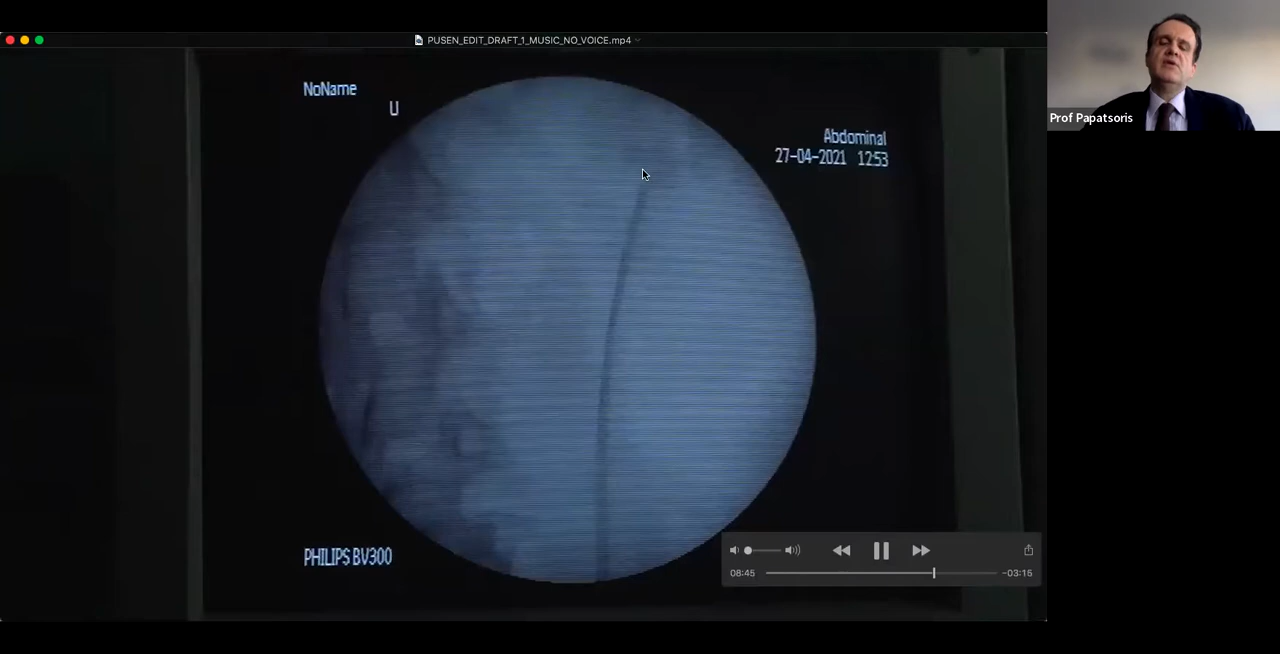 PUSEN_EDIT_DRAFT_1_MUSIC_NO_VOICE.mp4
NoName
U
Abdominal
27-04-2021 12:53
Prof Papatsoris
PHILIPS BV300
08:45
-03:15